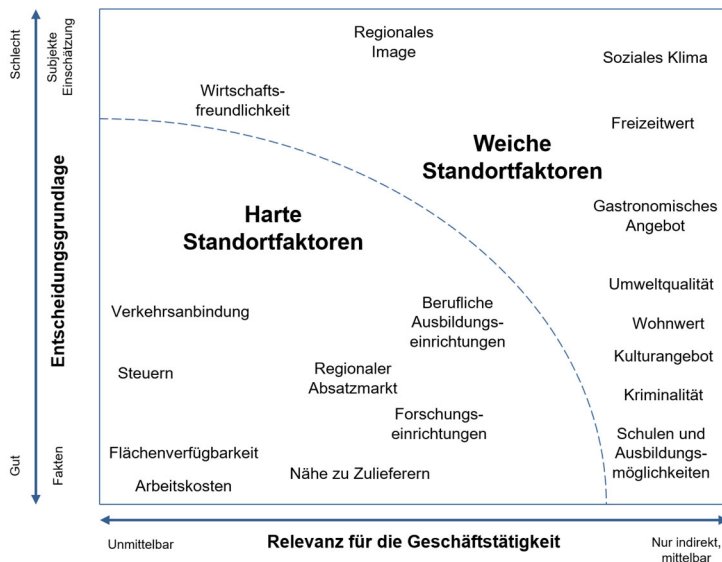 Schlecht
Subjekte
Einschätzung
Entscheidungsgrundlage
Gut
Fakten
Regionales
Image
Soziales Klima
Wirtschafts-
freundlichkeit
Freizeitwert
Weiche
Standortfaktoren
Harte
Standortfaktoren
Gastronomisches
Angebot
Umweltqualität
Verkehrsanbindung
Berufliche
Ausbildungs-
einrichtungen
Wohnwert
Kulturangebot
Steuern
Regionaler
Absatzmarkt
Kriminalität
Forschungs-
einrichtungen
Schulen und
Ausbildungs-
möglichkeiten
Flächenverfügbarkeit
Nähe zu Zulieferern
Arbeitskosten
Unmittelbar
Relevanz für die Geschäftstätigkeit
Nur indirekt,
mittelbar